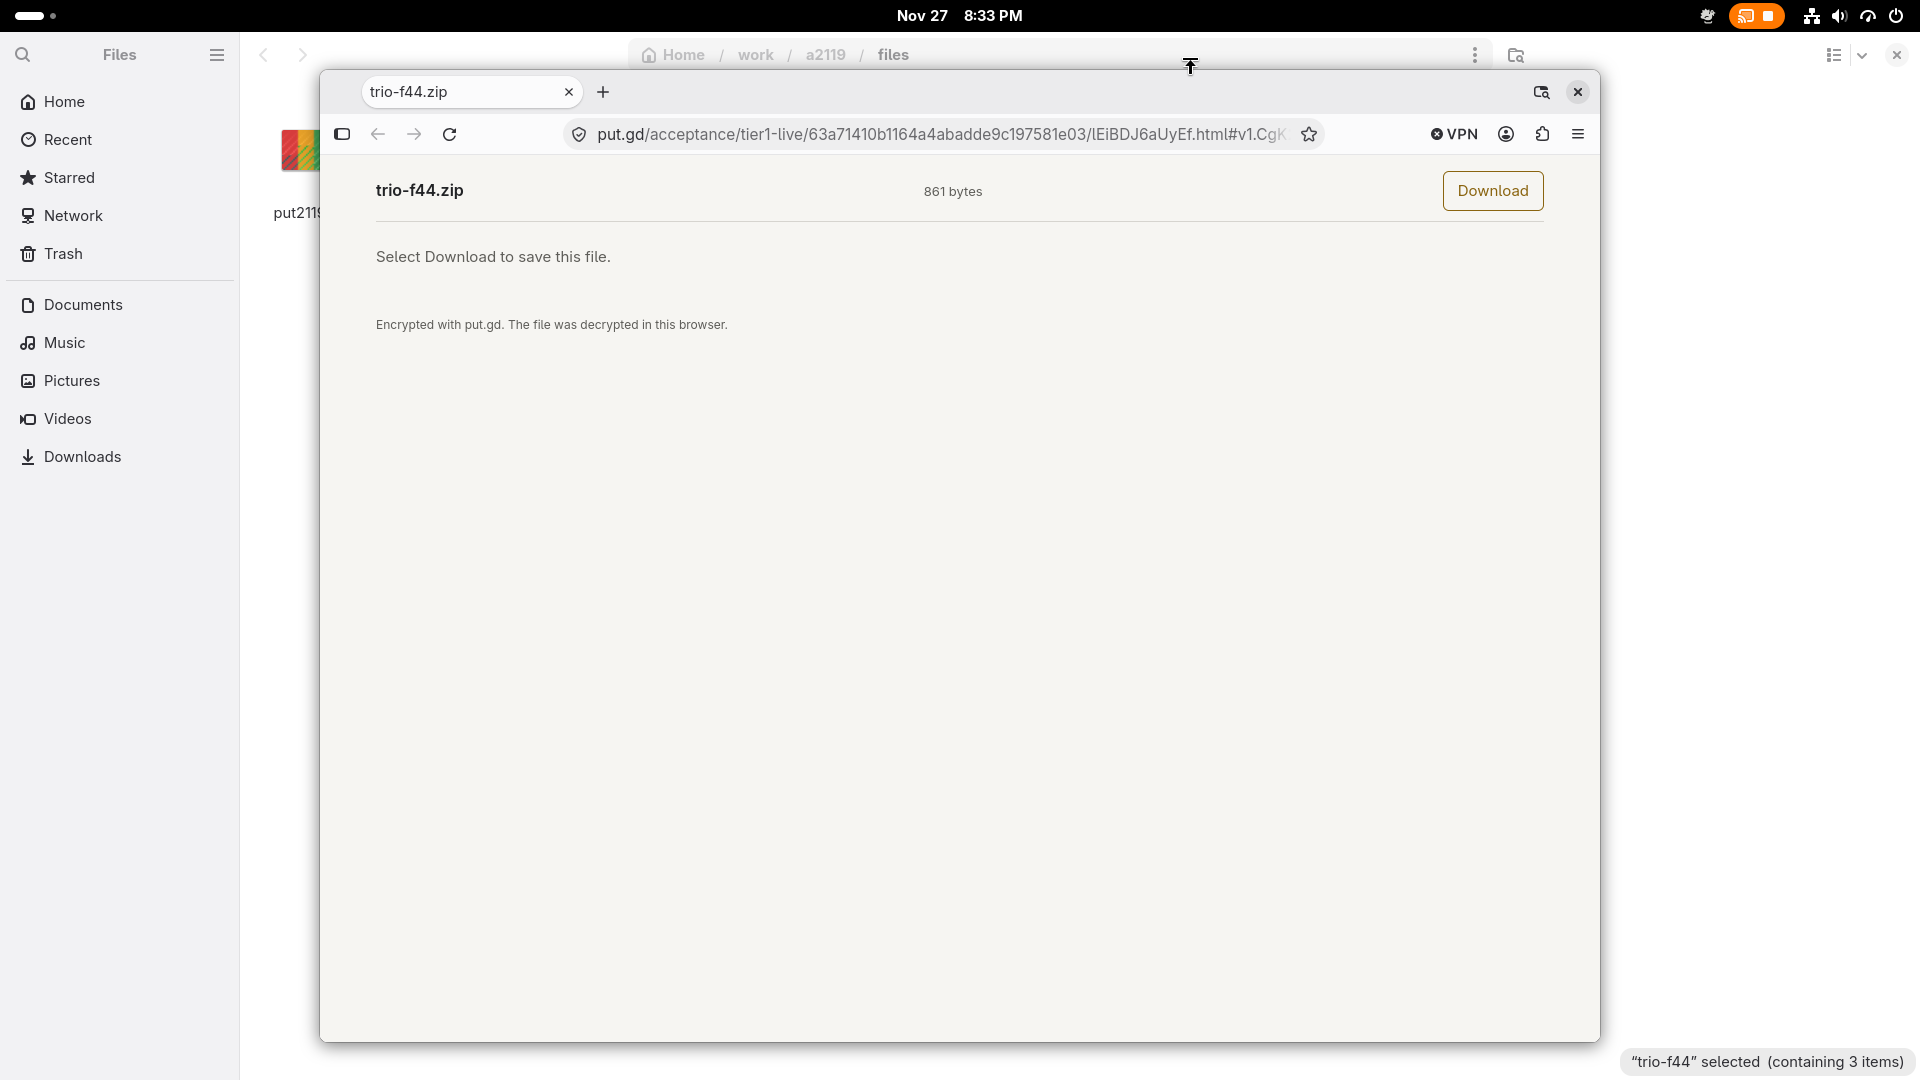 Nov 27 8:33 PM
Files
Home / work / a2119 / files
Home
Recent
Starred
Network
Trash
Documents
Music
Pictures
Videos
Downloads
put2119
trio-f44.zip
put.gd/acceptance/tier1-live/63a71410b1164a4abadde9c197581e03/lEiBDJ6aUyEf.html#v1.CgK
VPN
trio-f44.zip
861 bytes
Download
Select Download to save this file.
Encrypted with put.gd. The file was decrypted in this browser.
“trio-f44” selected (containing 3 items)